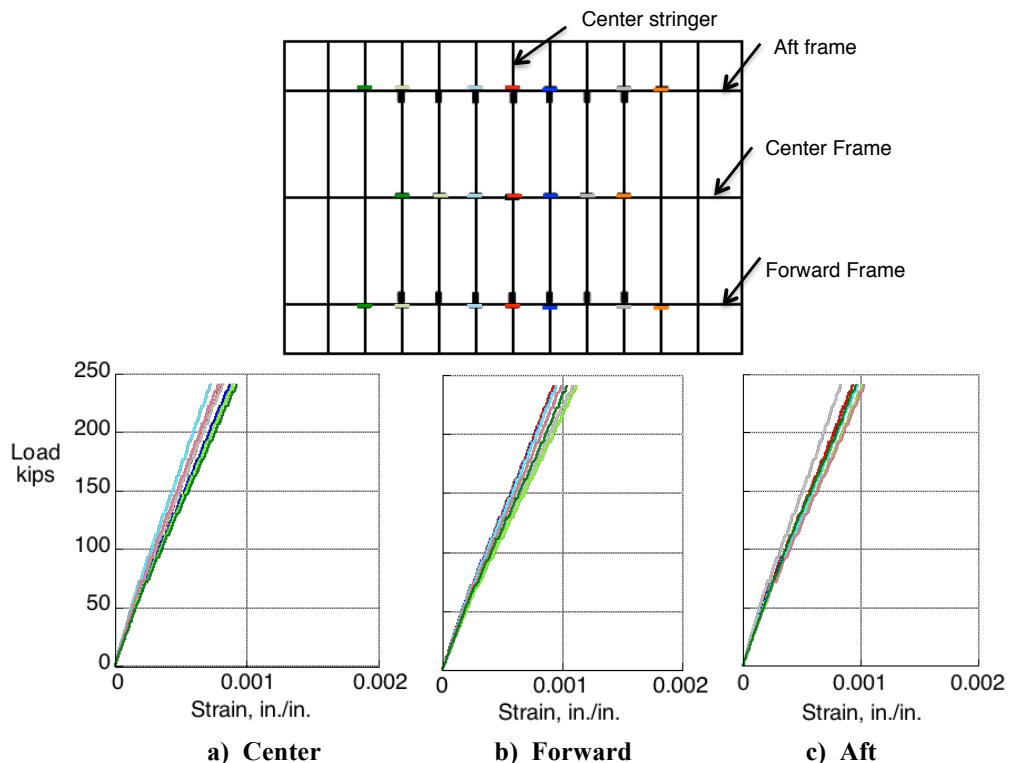 Center stringer
Aft frame
Center Frame
Forward Frame
250
200
Load
kips
150
100
50
0
0 0.001 0.002
0 0.001 0.002
0 0.001 0.002
Strain, in./in.
Strain, in./in.
Strain, in./in.
a) Center
b) Forward
c) Aft